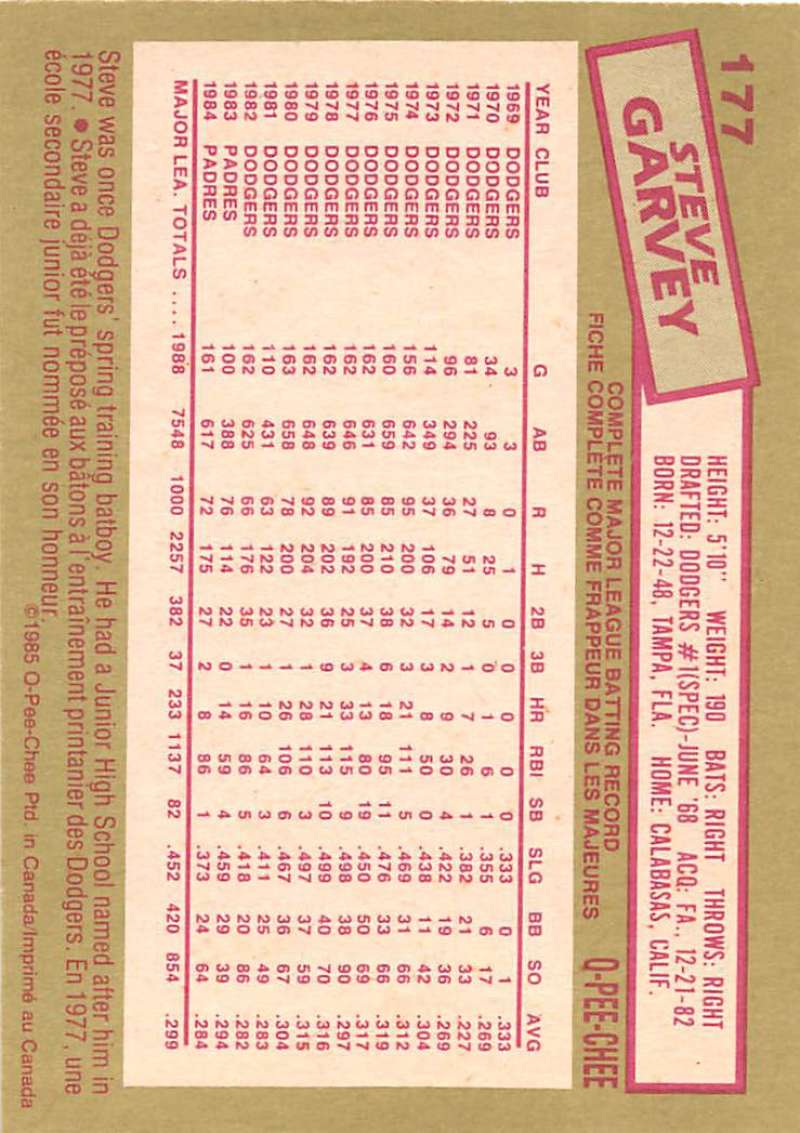 177
STEVE
GARVEY
HEIGHT: 5'10" WEIGHT: 190 BATS: RIGHT THROWS: RIGHT
DRAFTED: DODGERS #1(SPEC)-JUNE '68 ACQ: FA., 12-21-82
BORN: 12-22-48, TAMPA, FLA. HOME: CALABASAS, CALIF.
COMPLETE MAJOR LEAGUE BATTING RECORD
FICHE COMPLÈTE COMME FRAPPEUR DANS LES MAJEURES O-PEE-CHEE
YEAR CLUB G AB R H 2B 3B HR RBI SB SLG BB SO AVG
1969 DODGERS 3 3 0 1 0 0 0 0 0 .333 0 1 .333
1970 DODGERS 34 93 8 25 5 0 1 6 1 .355 6 17 .269
1971 DODGERS 81 225 27 51 12 1 7 26 1 .382 21 33 .227
1972 DODGERS 96 294 36 79 14 2 9 30 4 .422 19 36 .269
1973 DODGERS 114 349 37 106 17 3 8 50 0 .438 11 42 .304
1974 DODGERS 156 642 95 200 32 3 21 111 5 .469 31 66 .312
1975 DODGERS 160 659 85 210 38 6 18 95 11 .476 33 66 .319
1976 DODGERS 162 631 85 200 37 4 13 80 19 .450 50 69 .317
1977 DODGERS 162 646 91 192 25 3 33 115 9 .498 38 90 .297
1978 DODGERS 162 639 89 202 36 9 21 113 10 .499 40 70 .316
1979 DODGERS 162 648 92 204 32 1 28 110 3 .497 37 59 .315
1980 DODGERS 163 658 78 200 27 1 26 106 6 .467 36 67 .304
1981 DODGERS 110 431 63 122 23 1 10 64 3 .411 25 49 .283
1982 DODGERS 162 625 66 176 35 1 16 86 5 .418 20 86 .282
1983 PADRES 100 388 76 114 22 0 14 59 4 .459 29 39 .294
1984 PADRES 161 617 72 175 27 2 8 86 1 .373 24 64 .284
MAJOR LEA. TOTALS .... 1988 7548 1000 2257 382 37 233 1137 82 .452 420 854 .299
Steve was once Dodgers' spring training batboy. He had a Junior High School named after him in
1977. ● Steve a déjà été le préposé aux bâtons à l'entraînement printanier des Dodgers. En 1977, une
école secondaire junior fut nommée en son honneur.
©1985 O-Pee-Chee Ptd. in Canada/Imprimé au Canada